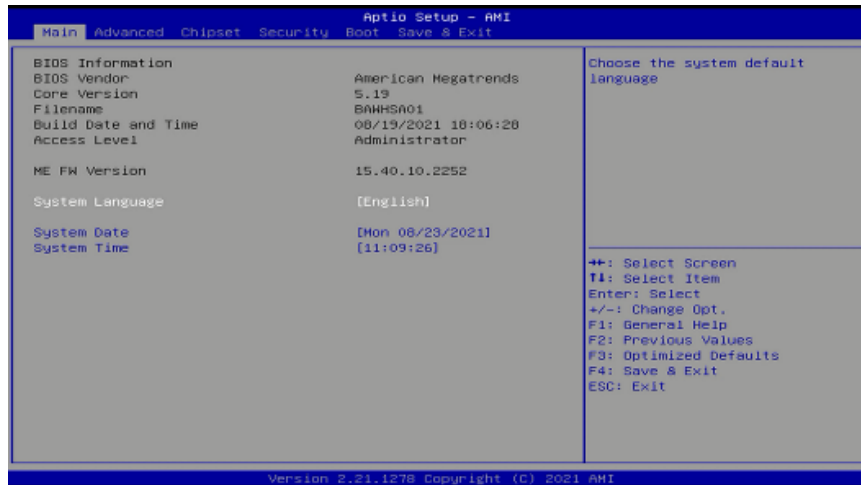 Aptio Setup - AMI
Main Advanced Chipset Security Boot Save & Exit
BIOS Information
BIOS Vendor American Megatrends
Core Version 5.19
Filename BAWHSA01
Build Date and Time 08/19/2021 18:06:28
Access Level Administrator
ME FW Version 15.40.10.2252
System Language [English]
System Date [Mon 08/23/2021]
System Time [11:09:26]
Choose the system default
language
→←: Select Screen
↑↓: Select Item
Enter: Select
+/-: Change Opt.
F1: General Help
F2: Previous Values
F3: Optimized Defaults
F4: Save & Exit
ESC: Exit
Version 2.21.1278 Copyright (C) 2021 AMI